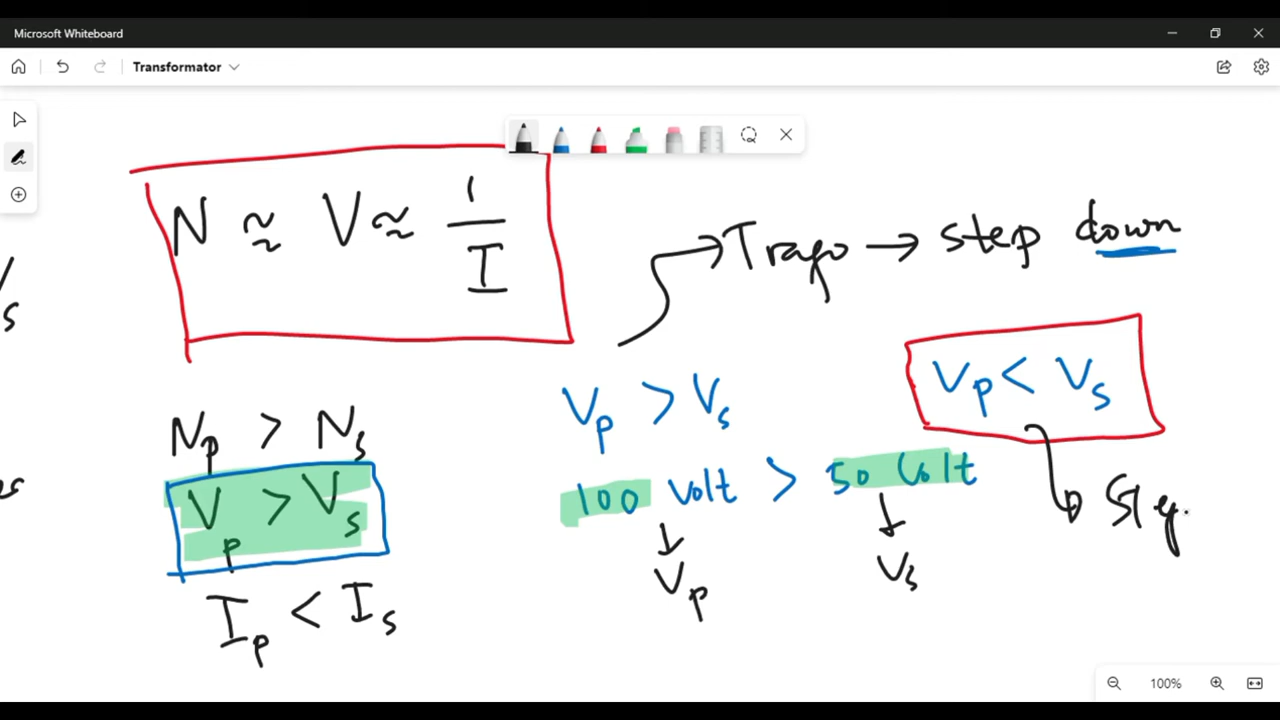 Microsoft Whiteboard
Transformator
N ≈ V ≈ 1/I
Trafo → step down
s
Np > Ns
Vp > Vs
Ip < Is
Vp > Vs
100 Volt > 50 Volt
Vp
Vs
Vp < Vs
100%